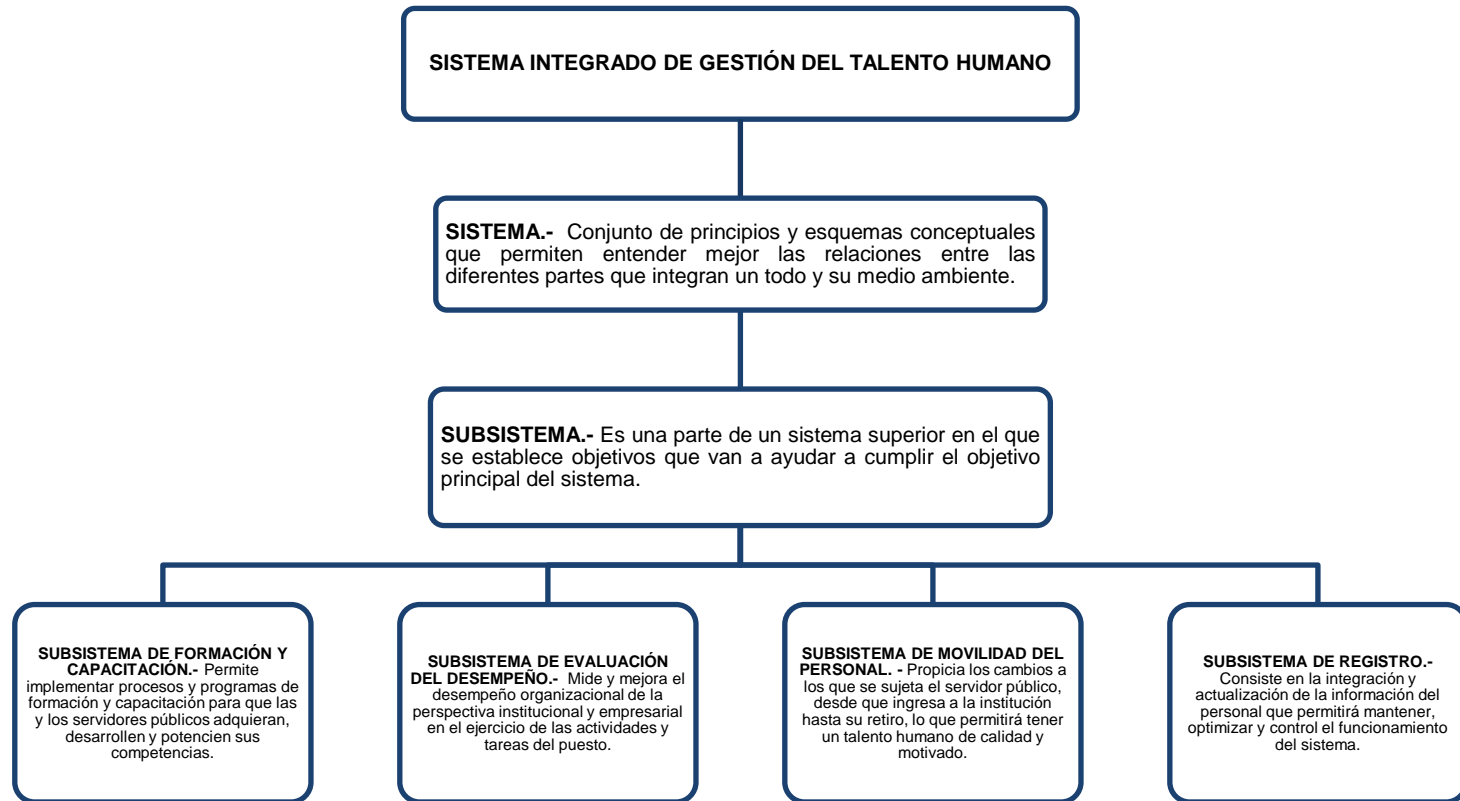 SISTEMA INTEGRADO DE GESTIÓN DEL TALENTO HUMANO
SISTEMA.- Conjunto de principios y esquemas conceptuales
que permiten entender mejor las relaciones entre las
diferentes partes que integran un todo y su medio ambiente.
SUBSISTEMA.- Es una parte de un sistema superior en el que
se establece objetivos que van a ayudar a cumplir el objetivo
principal del sistema.
SUBSISTEMA DE FORMACIÓN Y
CAPACITACIÓN.- Permite
implementar procesos y programas de
formación y capacitación para que las
y los servidores públicos adquieran,
desarrollen y potencien sus
competencias.
SUBSISTEMA DE EVALUACIÓN
DEL DESEMPEÑO.- Mide y mejora el
desempeño organizacional de la
perspectiva institucional y empresarial
en el ejercicio de las actividades y
tareas del puesto.
SUBSISTEMA DE MOVILIDAD DEL
PERSONAL. - Propicia los cambios a
los que se sujeta el servidor público,
desde que ingresa a la institución
hasta su retiro, lo que permitirá tener
un talento humano de calidad y
motivado.
SUBSISTEMA DE REGISTRO.-
Consiste en la integración y
actualización de la información del
personal que permitirá mantener,
optimizar y control el funcionamiento
del sistema.